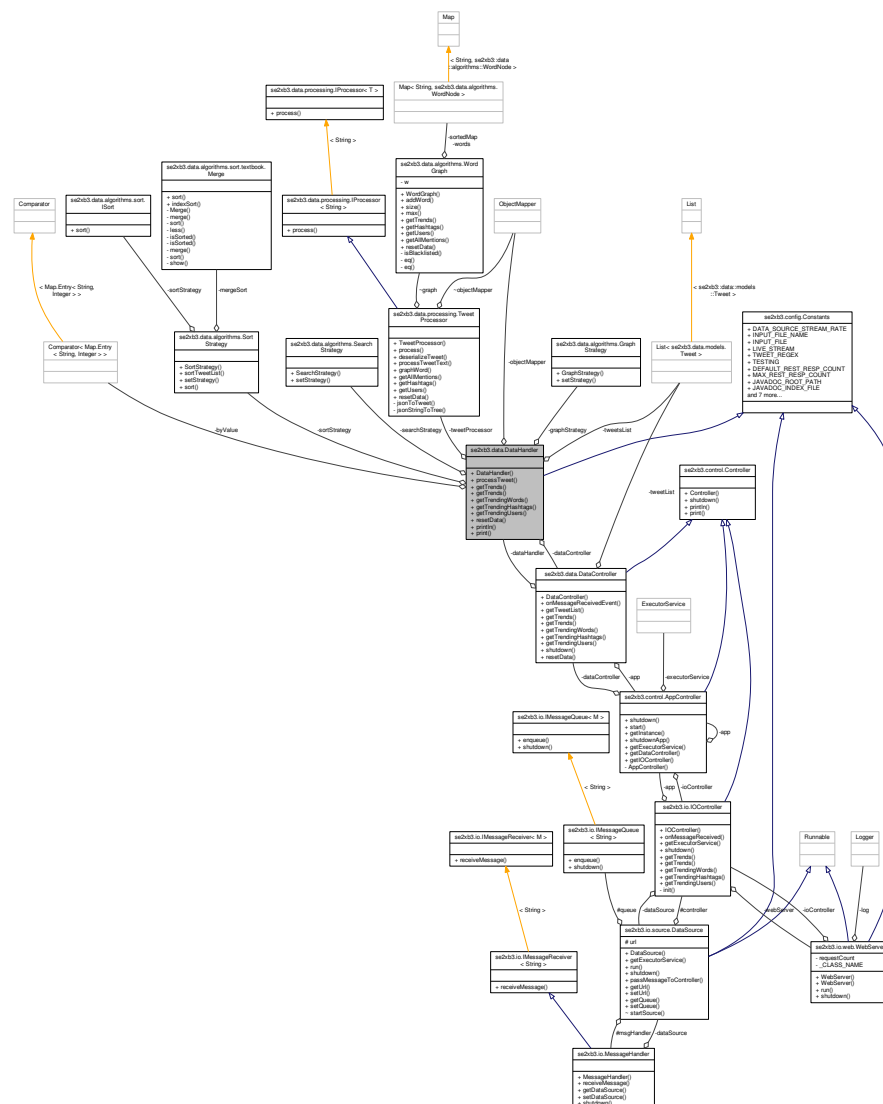 Map
< String, se2xb3::data
::algorithms::WordNode >
se2xb3.data.processing.IProcessor< T >
+ process()
Map< String, se2xb3.data.algorithms.
WordNode >
< String >
-sortedMap
-words
se2xb3.data.algorithms.sort.textbook.
Merge
+ sort()
+ indexSort()
- Merge()
- merge()
- sort()
- less()
- isSorted()
- isSorted()
- merge()
- sort()
- show()
se2xb3.data.algorithms.Word
Graph
- w
+ WordGraph()
+ addWord()
+ size()
+ max()
+ getTrends()
+ getHashtags()
+ getUsers()
+ getAllMentions()
+ resetData()
- isBlacklisted()
- eq()
- eq()
Comparator
se2xb3.data.algorithms.sort.
ISort
+ sort()
se2xb3.data.processing.IProcessor
< String >
+ process()
ObjectMapper
List
< Map.Entry< String,
Integer > >
-sortStrategy
-mergeSort
~graph
~objectMapper
< se2xb3::data::models
::Tweet >
Comparator< Map.Entry
< String, Integer > >
se2xb3.data.algorithms.Sort
Strategy
+ SortStrategy()
+ sortTweetList()
+ setStrategy()
+ sort()
se2xb3.data.algorithms.Search
Strategy
+ SearchStrategy()
+ setStrategy()
se2xb3.data.processing.Tweet
Processor
+ TweetProcessor()
+ process()
+ deserializeTweet()
+ processTweetText()
+ graphWord()
+ getAllMentions()
+ getHashtags()
+ getUsers()
+ resetData()
- jsonToTweet()
- jsonStringToTree()
-objectMapper
se2xb3.data.algorithms.Graph
Strategy
+ GraphStrategy()
+ setStrategy()
List< se2xb3.data.models.
Tweet >
se2xb3.config.Constants
+ DATA_SOURCE_STREAM_RATE
+ INPUT_FILE_NAME
+ INPUT_FILE
+ LIVE_STREAM
+ TWEET_REGEX
+ TESTING
+ DEFAULT_REST_RESP_COUNT
+ MAX_REST_RESP_COUNT
+ JAVADOC_ROOT_PATH
+ JAVADOC_INDEX_FILE
and 7 more...
-byValue
-sortStrategy
-searchStrategy
-tweetProcessor
-graphStrategy
-tweetsList
se2xb3.data.DataHandler
+ DataHandler()
+ processTweet()
+ getTrends()
+ getTrends()
+ getTrendingWords()
+ getTrendingHashtags()
+ getTrendingUsers()
+ resetData()
+ println()
+ print()
-tweetList
se2xb3.control.Controller
+ Controller()
+ shutdown()
+ println()
+ print()
-dataHandler
-dataController
se2xb3.data.DataController
+ DataController()
+ onMessageReceivedEvent()
+ getTweetList()
+ getTrends()
+ getTrends()
+ getTrendingWords()
+ getTrendingHashtags()
+ getTrendingUsers()
+ shutdown()
+ resetData()
ExecutorService
-dataController
-app
-executorService
se2xb3.control.AppController
+ shutdown()
+ start()
+ getInstance()
+ shutdownApp()
+ getExecutorService()
+ getDataController()
+ getIOController()
- AppController()
-app
se2xb3.io.IMessageQueue< M >
+ enqueue()
+ shutdown()
< String >
-app
-ioController
se2xb3.io.IOController
+ IOController()
+ onMessageReceived()
+ getExecutorService()
+ shutdown()
+ getTrends()
+ getTrends()
+ getTrendingWords()
+ getTrendingHashtags()
+ getTrendingUsers()
- init()
se2xb3.io.IMessageReceiver< M >
+ receiveMessage()
se2xb3.io.IMessageQueue
< String >
+ enqueue()
+ shutdown()
Runnable
Logger
< String >
#queue
-dataSource
#controller
-webServer
-ioController
-log
se2xb3.io.IMessageReceiver
< String >
+ receiveMessage()
se2xb3.io.source.DataSource
# url
+ DataSource()
+ getExecutorService()
+ run()
+ shutdown()
+ passMessageToController()
+ getUrl()
+ setUrl()
+ getQueue()
+ setQueue()
~ startSource()
se2xb3.io.web.WebServer
- requestCount
- _CLASS_NAME
+ WebServer()
+ WebServer()
+ run()
+ shutdown()
#msgHandler
-dataSource
se2xb3.io.MessageHandler
+ MessageHandler()
+ receiveMessage()
+ getDataSource()
+ setDataSource()
+ shutdown()